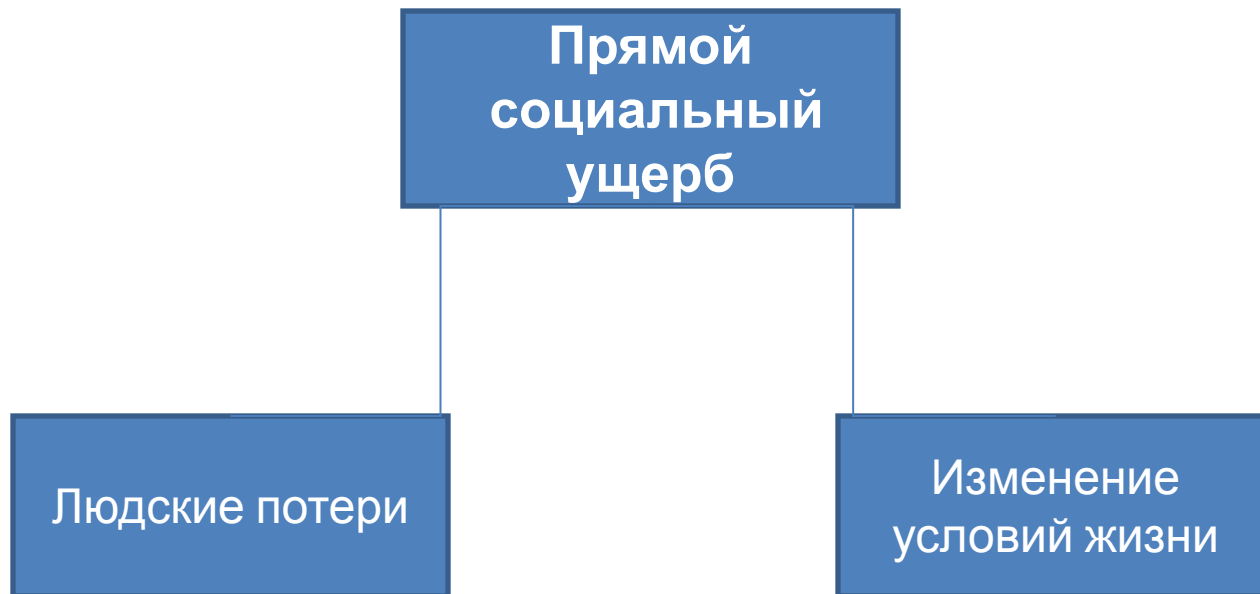 Прямой
социальный
ущерб
Людские потери
Изменение
условий жизни